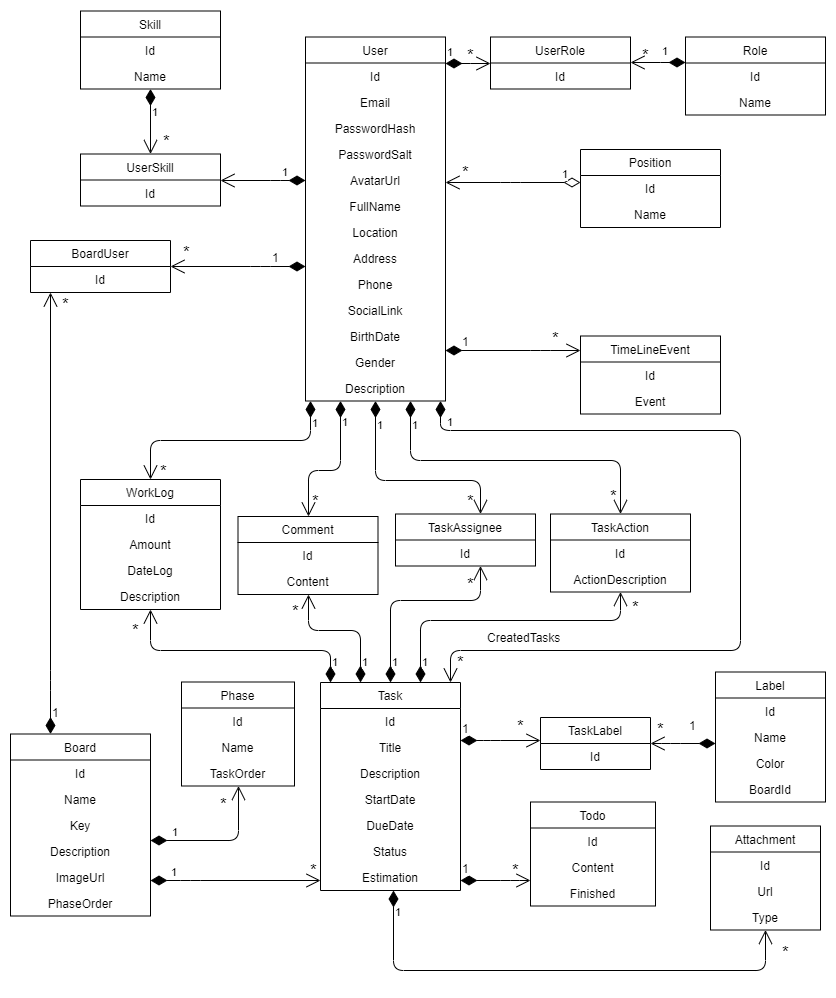 Skill
Id
Name
1
*
UserSkill
Id
1
User
Id
Email
PasswordHash
PasswordSalt
AvatarUrl
FullName
Location
Address
Phone
SocialLink
BirthDate
Gender
Description
1
*
UserRole
Id
*
1
Role
Id
Name
*
1
Position
Id
Name
BoardUser
Id
*
1
*
1
*
TimeLineEvent
Id
Event
1
1
1
1
1
*
WorkLog
Id
Amount
DateLog
Description
*
*
Comment
Id
Content
*
*
TaskAssignee
Id
*
*
TaskAction
Id
ActionDescription
*
CreatedTasks
*
1
1
1
1
1
Board
Id
Name
Key
Description
ImageUrl
PhaseOrder
Phase
Id
Name
TaskOrder
*
1
1
*
Task
Id
Title
Description
StartDate
DueDate
Status
Estimation
1
*
TaskLabel
Id
*
1
Label
Id
Name
Color
BoardId
1
*
Todo
Id
Content
Finished
Attachment
Id
Url
Type
1
*